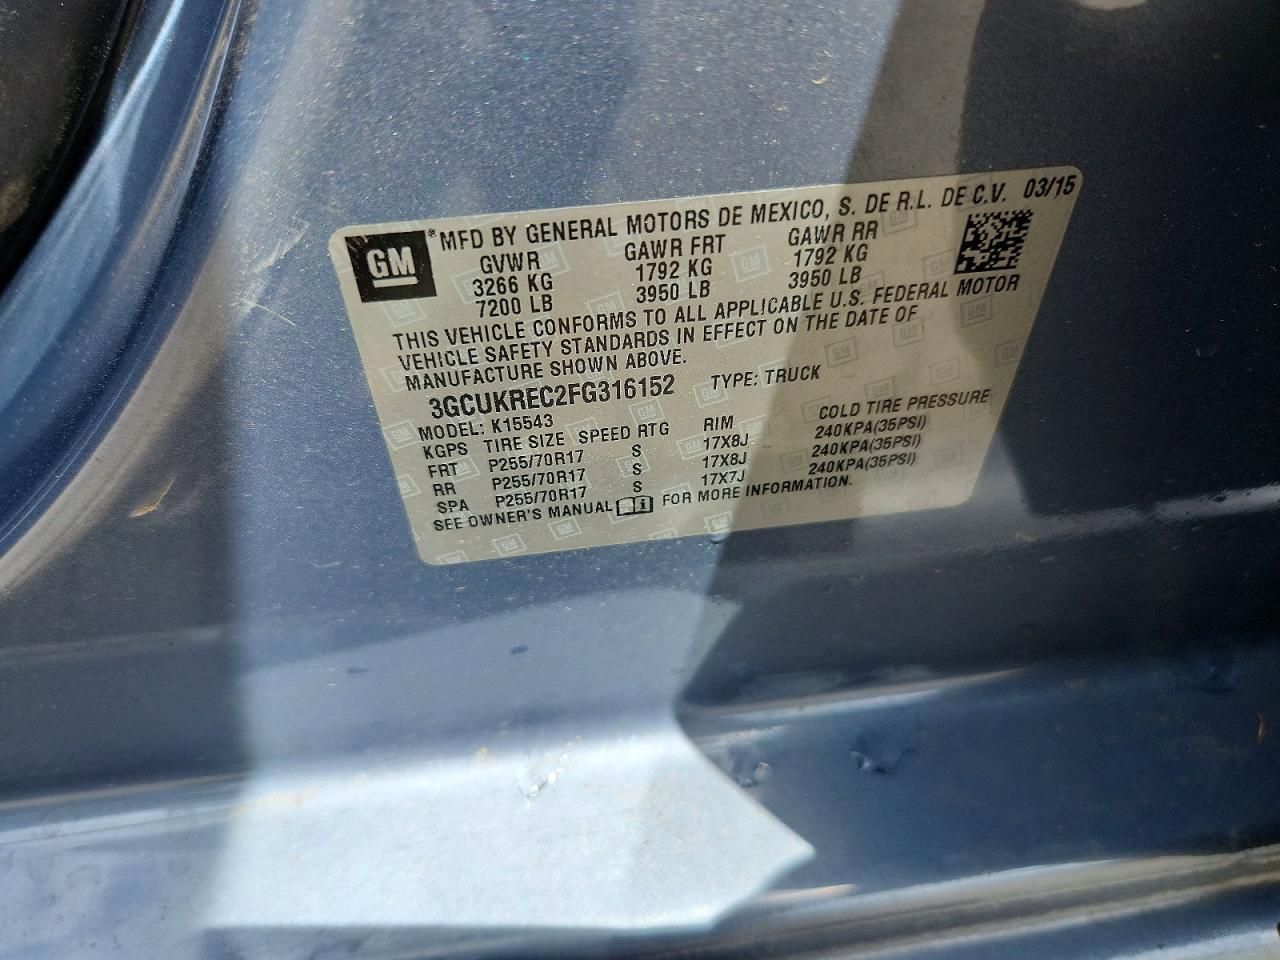 GM *MFD BY GENERAL MOTORS DE MEXICO, S. DE R.L. DE C.V. 03/15
GVWR GAWR FRT GAWR RR
3266 KG 1792 KG 1792 KG
7200 LB 3950 LB 3950 LB
THIS VEHICLE CONFORMS TO ALL APPLICABLE U.S. FEDERAL MOTOR
VEHICLE SAFETY STANDARDS IN EFFECT ON THE DATE OF
MANUFACTURE SHOWN ABOVE.
3GCUKREC2FG316152 TYPE: TRUCK
MODEL: K15543
KGPS TIRE SIZE SPEED RTG RIM COLD TIRE PRESSURE
FRT P255/70R17 S 17X8J 240KPA(35PSI)
RR P255/70R17 S 17X8J 240KPA(35PSI)
SPA P255/70R17 S 17X7J 240KPA(35PSI)
SEE OWNER'S MANUAL FOR MORE INFORMATION.